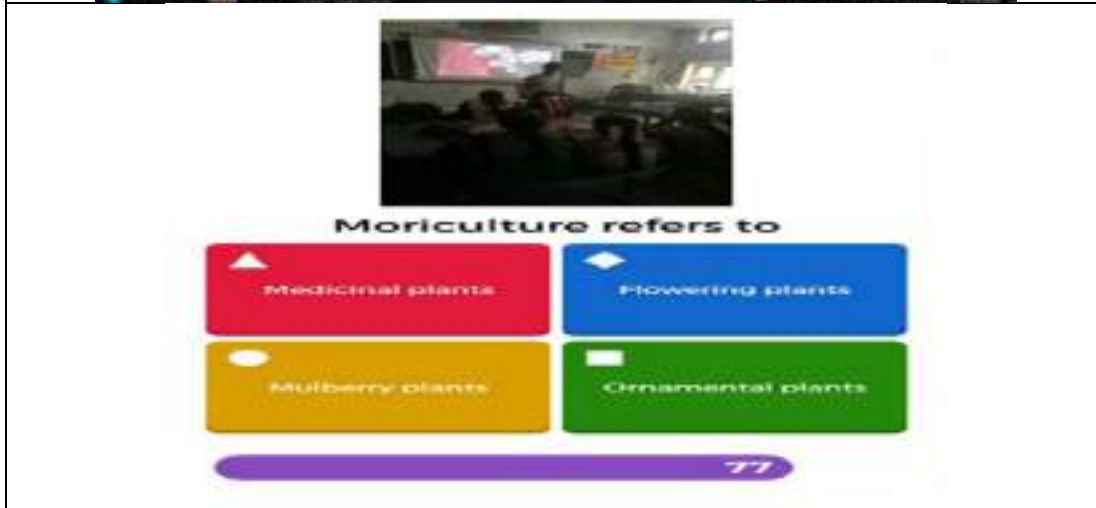 Moriculture refers to
Medicinal plants
Flowering plants
Mulberry plants
Ornamental plants
77